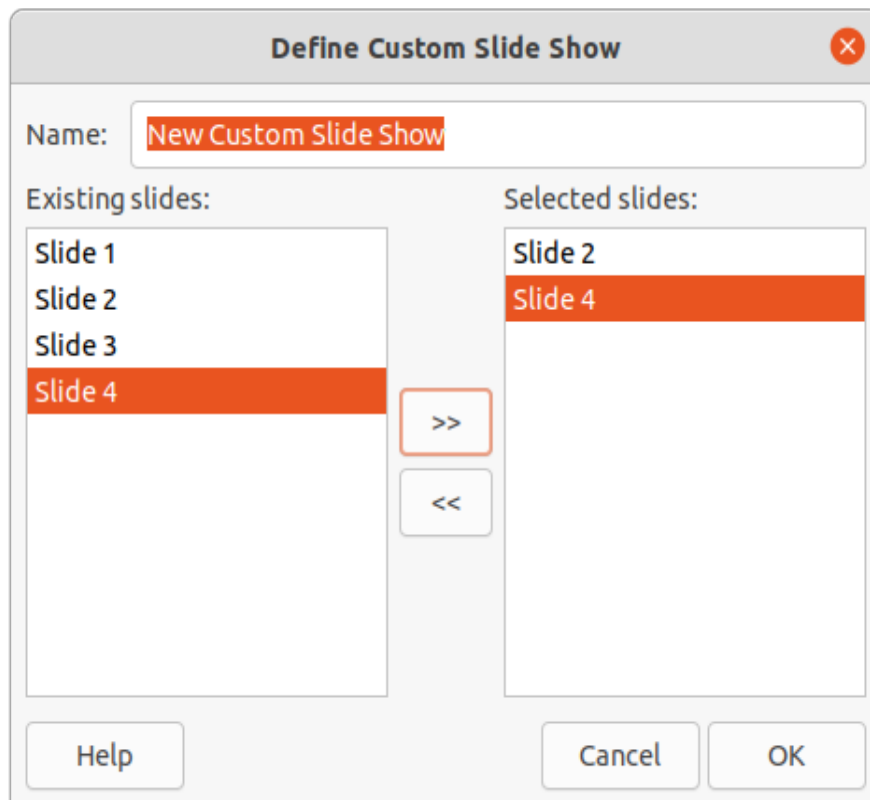 Define Custom Slide Show
Name: New Custom Slide Show
Existing slides:
Slide 1
Slide 2
Slide 3
Slide 4
>>
<<
Selected slides:
Slide 2
Slide 4
Help Cancel OK